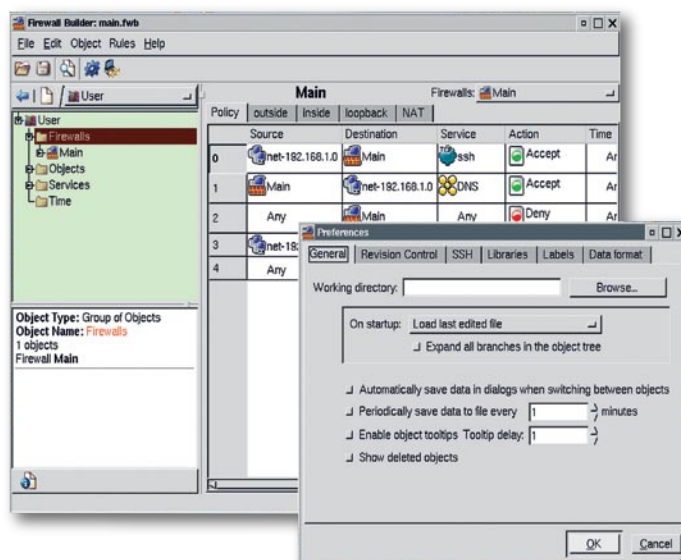 Firewall Builder: main.fwb
File Edit Object Rules Help
User
Main
Firewalls: Main
User
Firewalls
Main
Objects
Services
Time
Policy outside inside loopback NAT
Source Destination Service Action Time
0 net-192.168.1.0 Main ssh Accept
1 Main net-192.168.1.0 DNS Accept
2 Any Main Any Deny
3
4 Any
Object Type: Group of Objects
Object Name: Firewalls
1 objects
Firewall Main
Preferences
General Revision Control SSH Libraries Labels Data format
Working directory: Browse...
On startup: Load last edited file
Expand all branches in the object tree
Automatically save data in dialogs when switching between objects
Periodically save data to file every 1 minutes
Enable object tooltips Tooltip delay: 1
Show deleted objects
OK Cancel